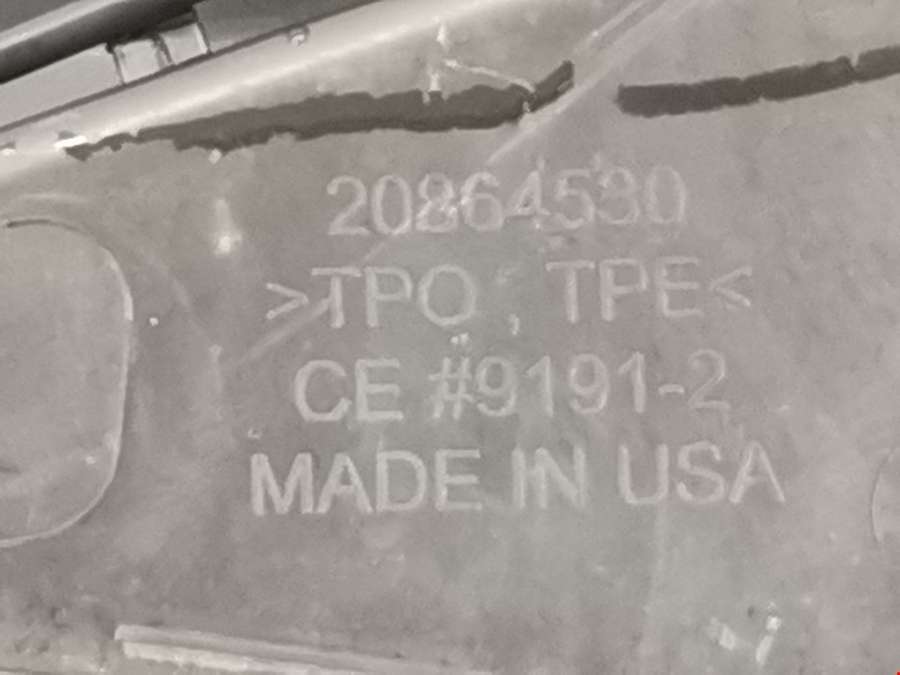 20864530
>TPO , TPE<
CE #9191-2
MADE IN USA